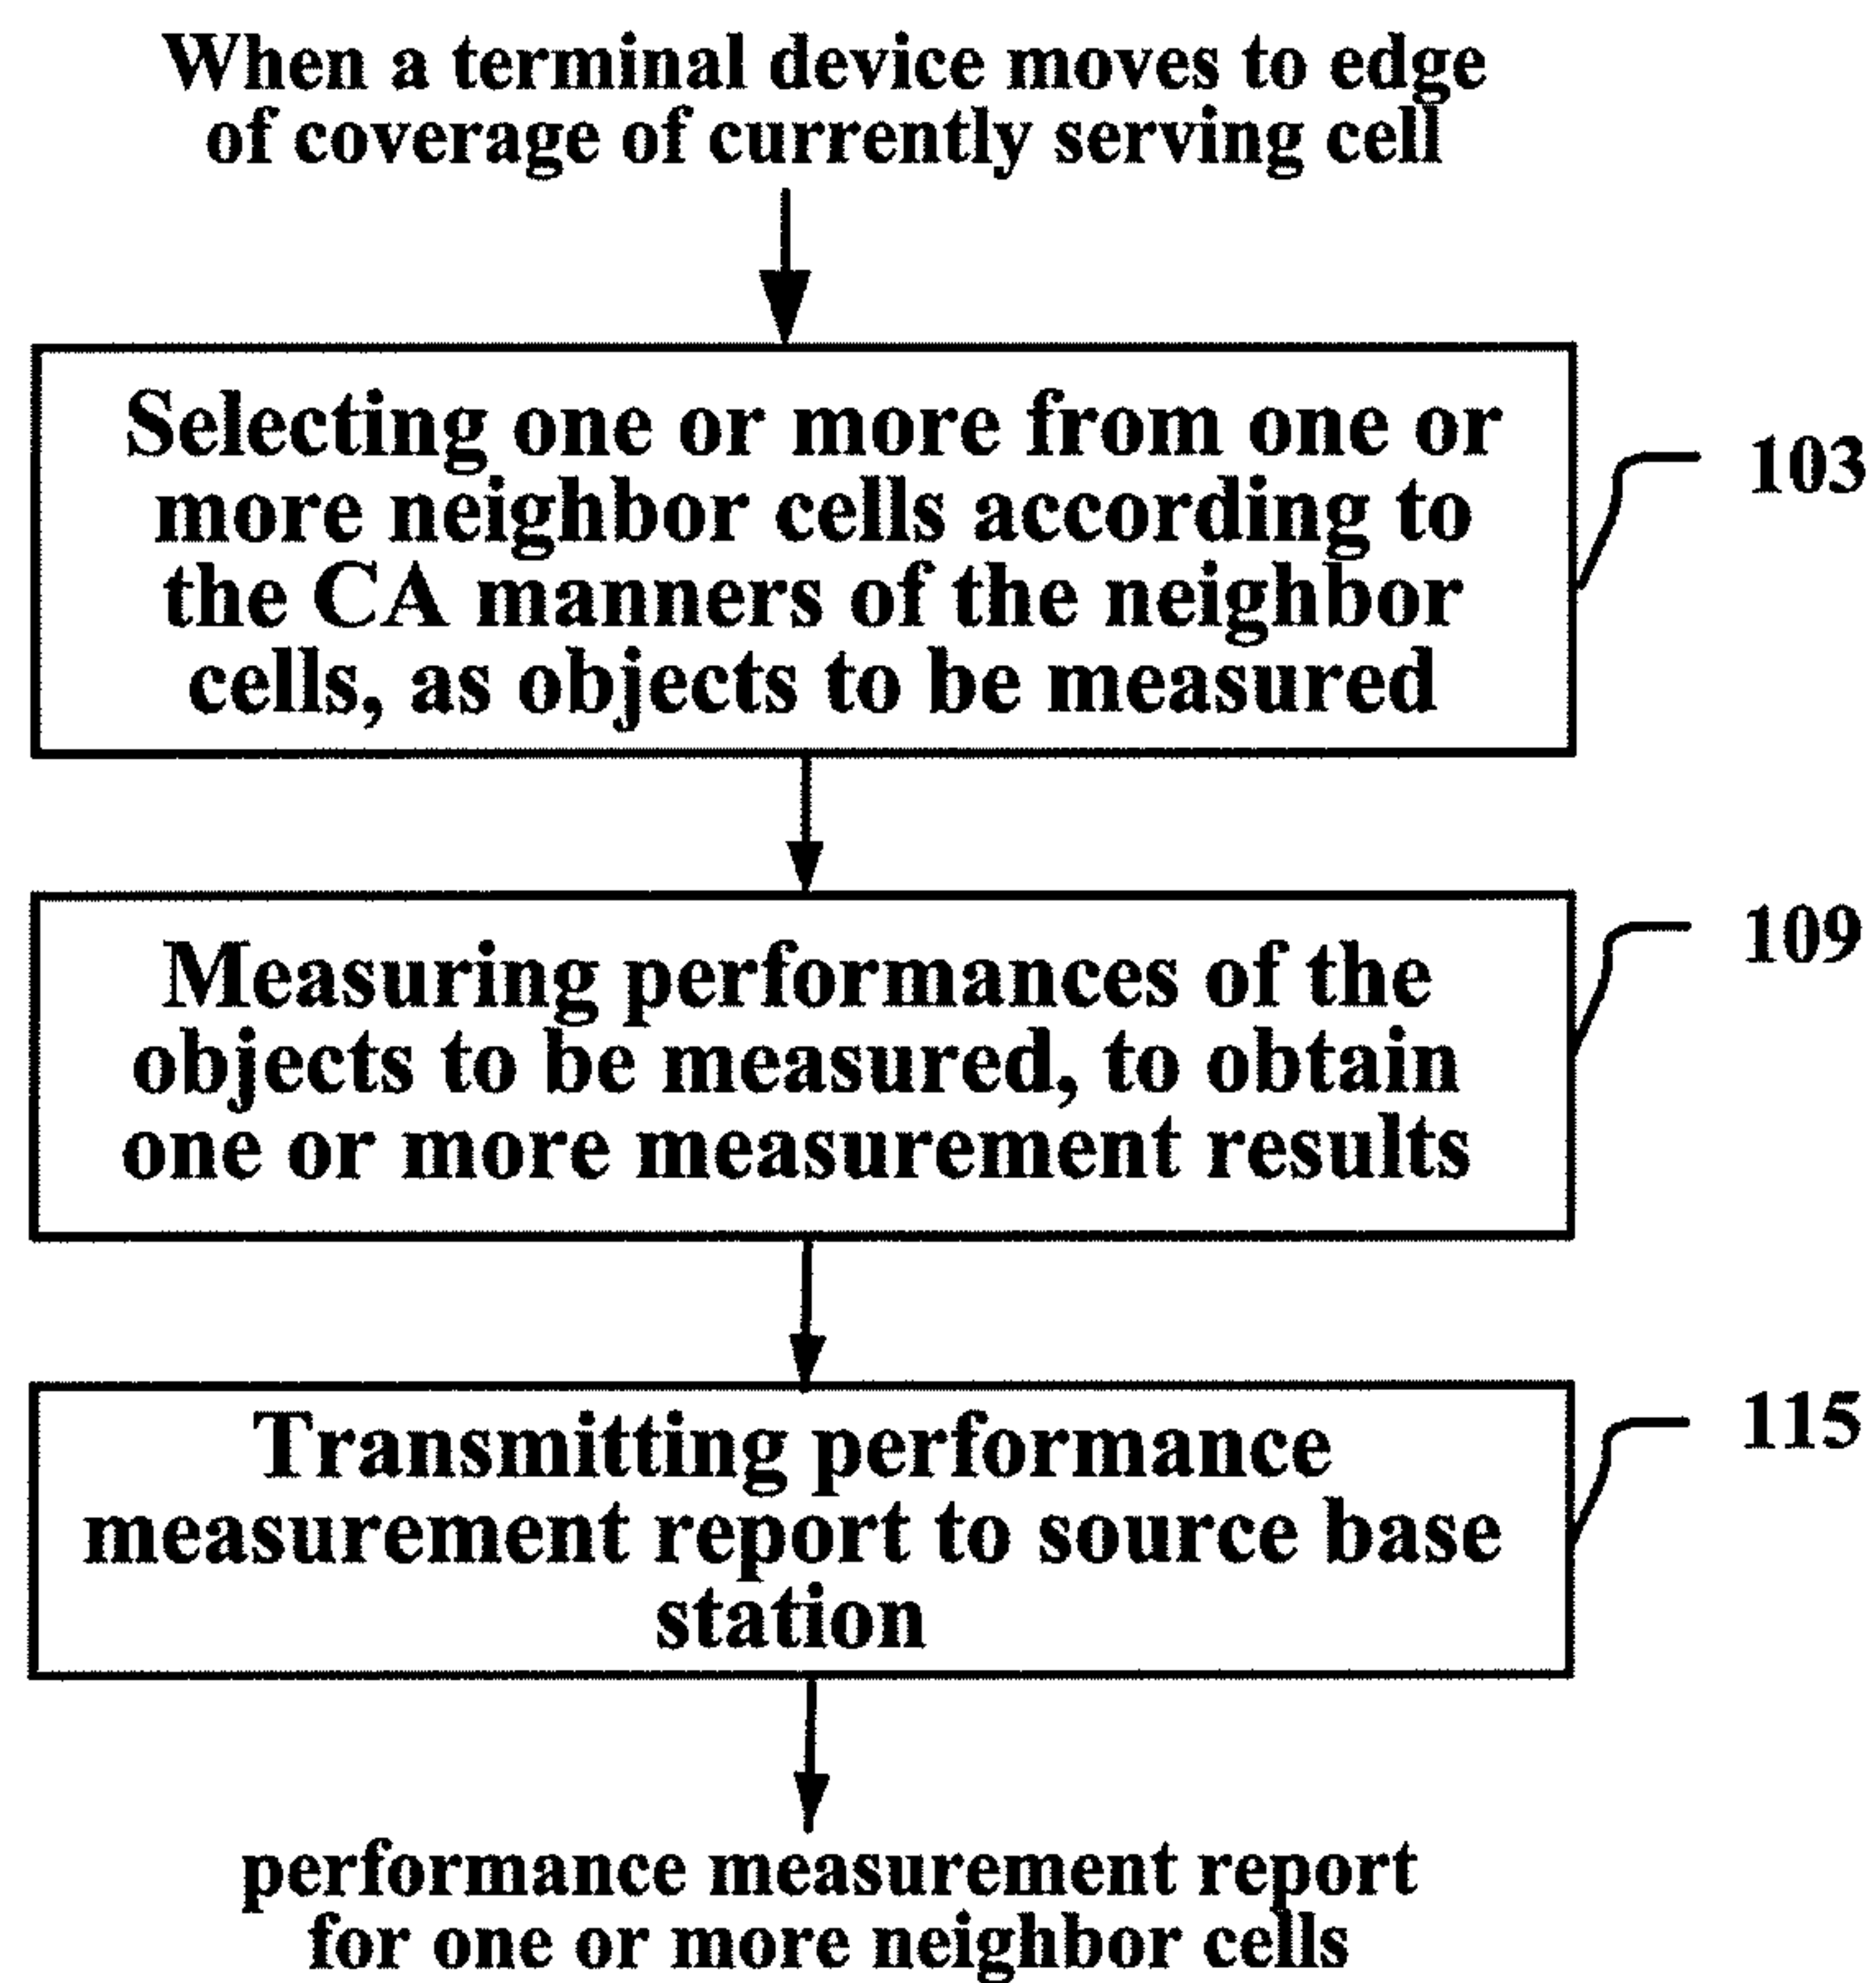 When a terminal device moves to edge
of coverage of currently serving cell
Selecting one or more from one or
more neighbor cells according to
the CA manners of the neighbor
cells, as objects to be measured
103
Measuring performances of the
objects to be measured, to obtain
one or more measurement results
109
Transmitting performance
measurement report to source base
station
115
performance measurement report
for one or more neighbor cells